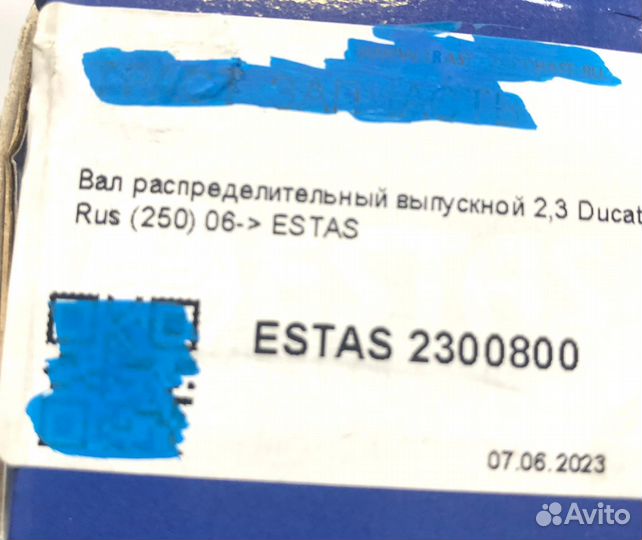 Вал распределительный выпускной 2,3 Ducat
Rus (250) 06-> ESTAS
ESTAS 2300800
07.06.2023
Avito